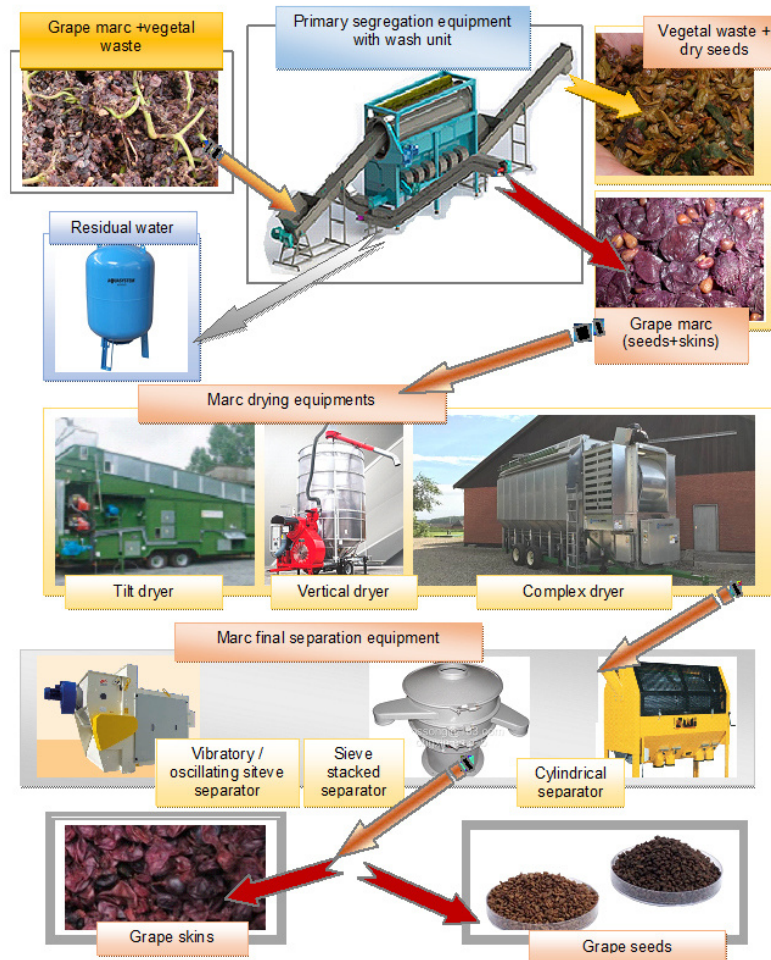 Grape marc +vegetal
waste
Primary segregation equipment
with wash unit
Vegetal waste +
dry seeds
Residual water
Grape marc
(seeds+skins)
Marc drying equipments
Tilt dryer
Vertical dryer
Complex dryer
Marc final separation equipment
Vibratory /
oscillating siteve
separator
Sieve
stacked
separator
Cylindrical
separator
Grape skins
Grape seeds